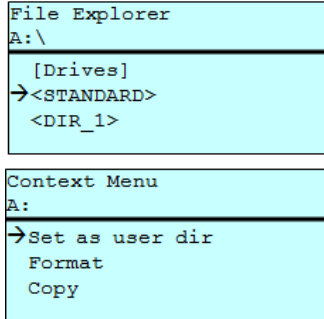 File Explorer
A:\
[Drives]
→<STANDARD>
<DIR_1>
Context Menu
A:
→Set as user dir
Format
Copy